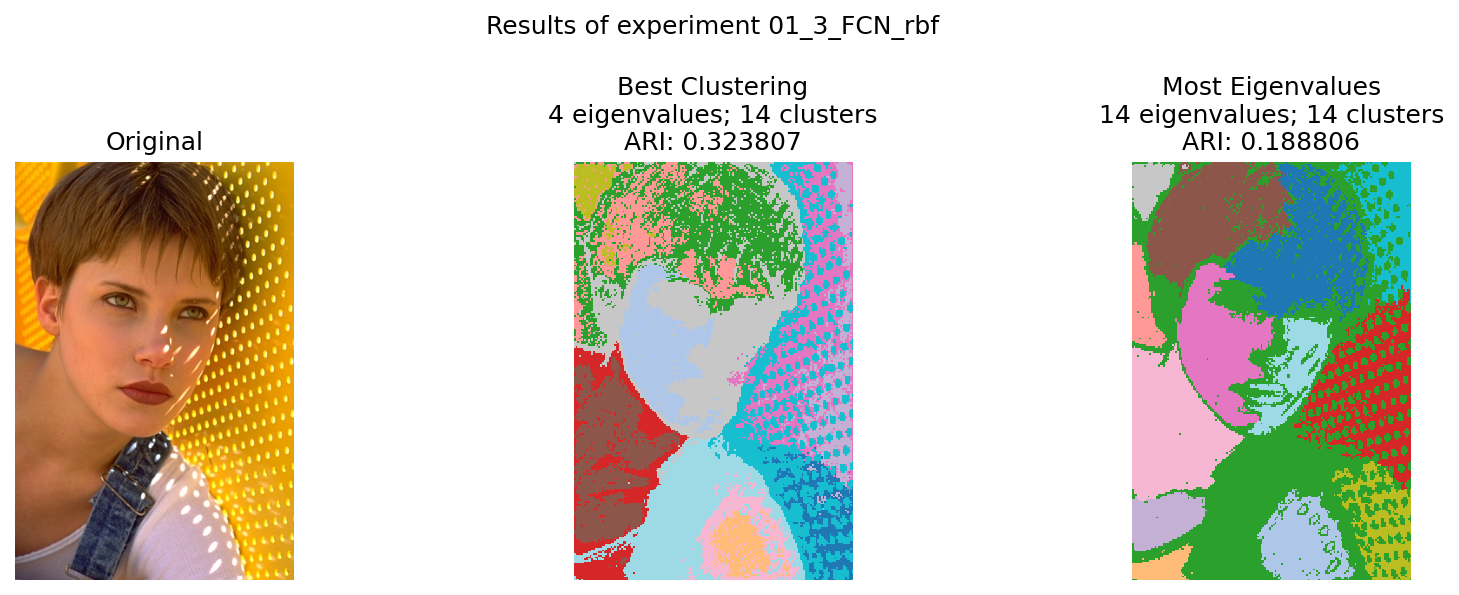 Results of experiment 01_3_FCN_rbf
Original
Best Clustering
4 eigenvalues; 14 clusters
ARI: 0.323807
Most Eigenvalues
14 eigenvalues; 14 clusters
ARI: 0.188806